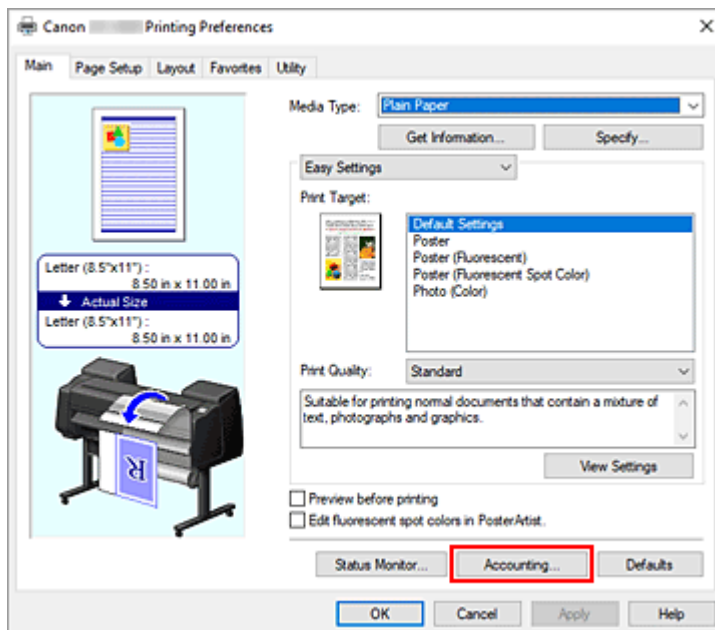 Canon Printing Preferences
Main Page Setup Layout Favorites Utility
Media Type: Plain Paper
Get Information... Specify...
Easy Settings
Print Target:
Default Settings
Poster
Poster (Fluorescent)
Poster (Fluorescent Spot Color)
Photo (Color)
Letter (8.5"x11") :
8.50 in x 11.00 in
Actual Size
Letter (8.5"x11") :
8.50 in x 11.00 in
R
Print Quality: Standard
Suitable for printing normal documents that contain a mixture of
text, photographs and graphics.
View Settings
Preview before printing
Edit fluorescent spot colors in PosterArtist.
Status Monitor... Accounting... Defaults
OK Cancel Apply Help